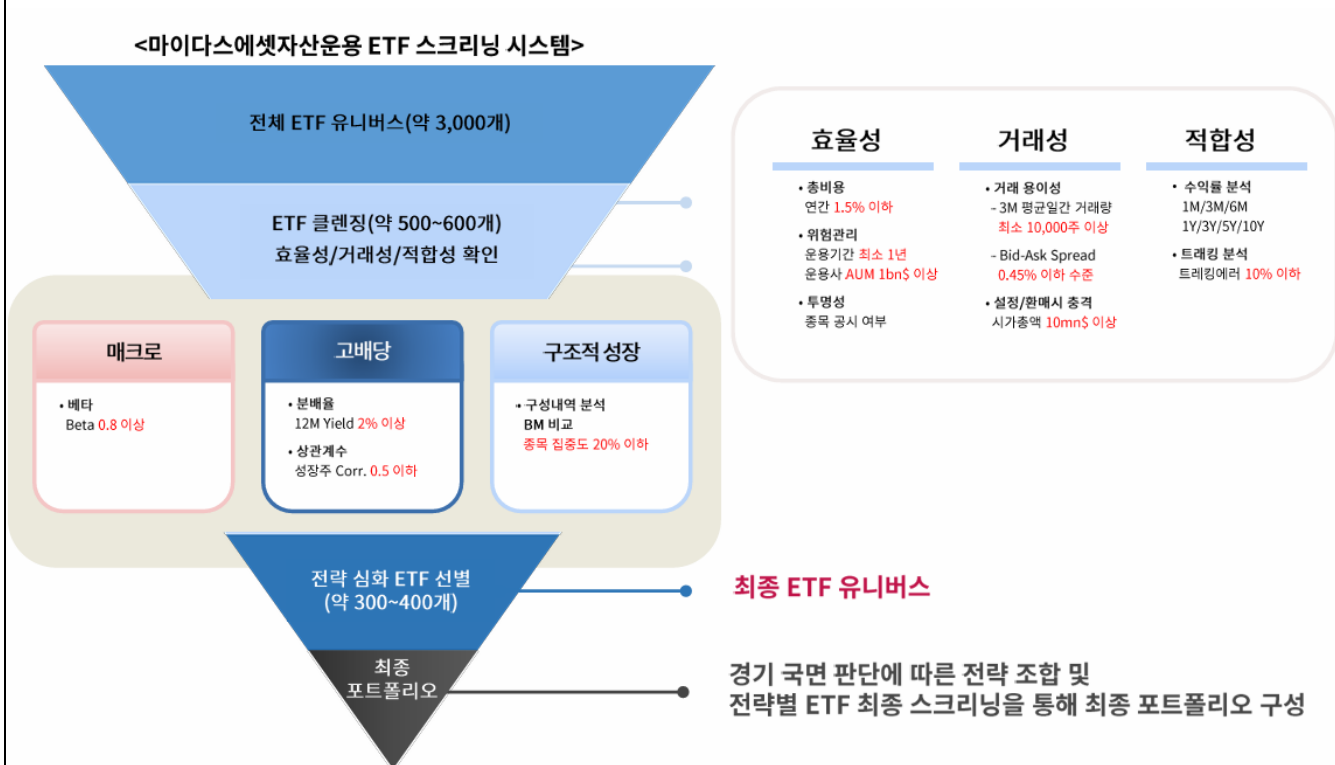 <마이다스에셋자산운용 ETF 스크리닝 시스템>
전체 ETF 유니버스(약 3,000개)
ETF 클렌징(약 500~600개)
효율성/거래성/적합성 확인
효율성
• 총비용
연간 1.5% 이하
• 위험관리
운용기간 최소 1년
운용사 AUM 1bn$ 이상
• 투명성
종목 공시 여부
거래성
• 거래 용이성
- 3M 평균일간 거래량
최소 10,000주 이상
- Bid-Ask Spread
0.45% 이하 수준
• 설정/환매시 충격
시가총액 10mn$ 이상
적합성
• 수익률 분석
1M/3M/6M
1Y/3Y/5Y/10Y
• 트래킹 분석
트레킹에러 10% 이하
매크로
• 베타
Beta 0.8 이상
고배당
• 분배율
12M Yield 2% 이상
• 상관계수
성장주 Corr. 0.5 이하
구조적 성장
• 구성내역 분석
BM 비교
종목 집중도 20% 이하
전략 심화 ETF 선별
(약 300~400개)
최종 ETF 유니버스
최종
포트폴리오
경기 국면 판단에 따른 전략 조합 및
전략별 ETF 최종 스크리닝을 통해 최종 포트폴리오 구성